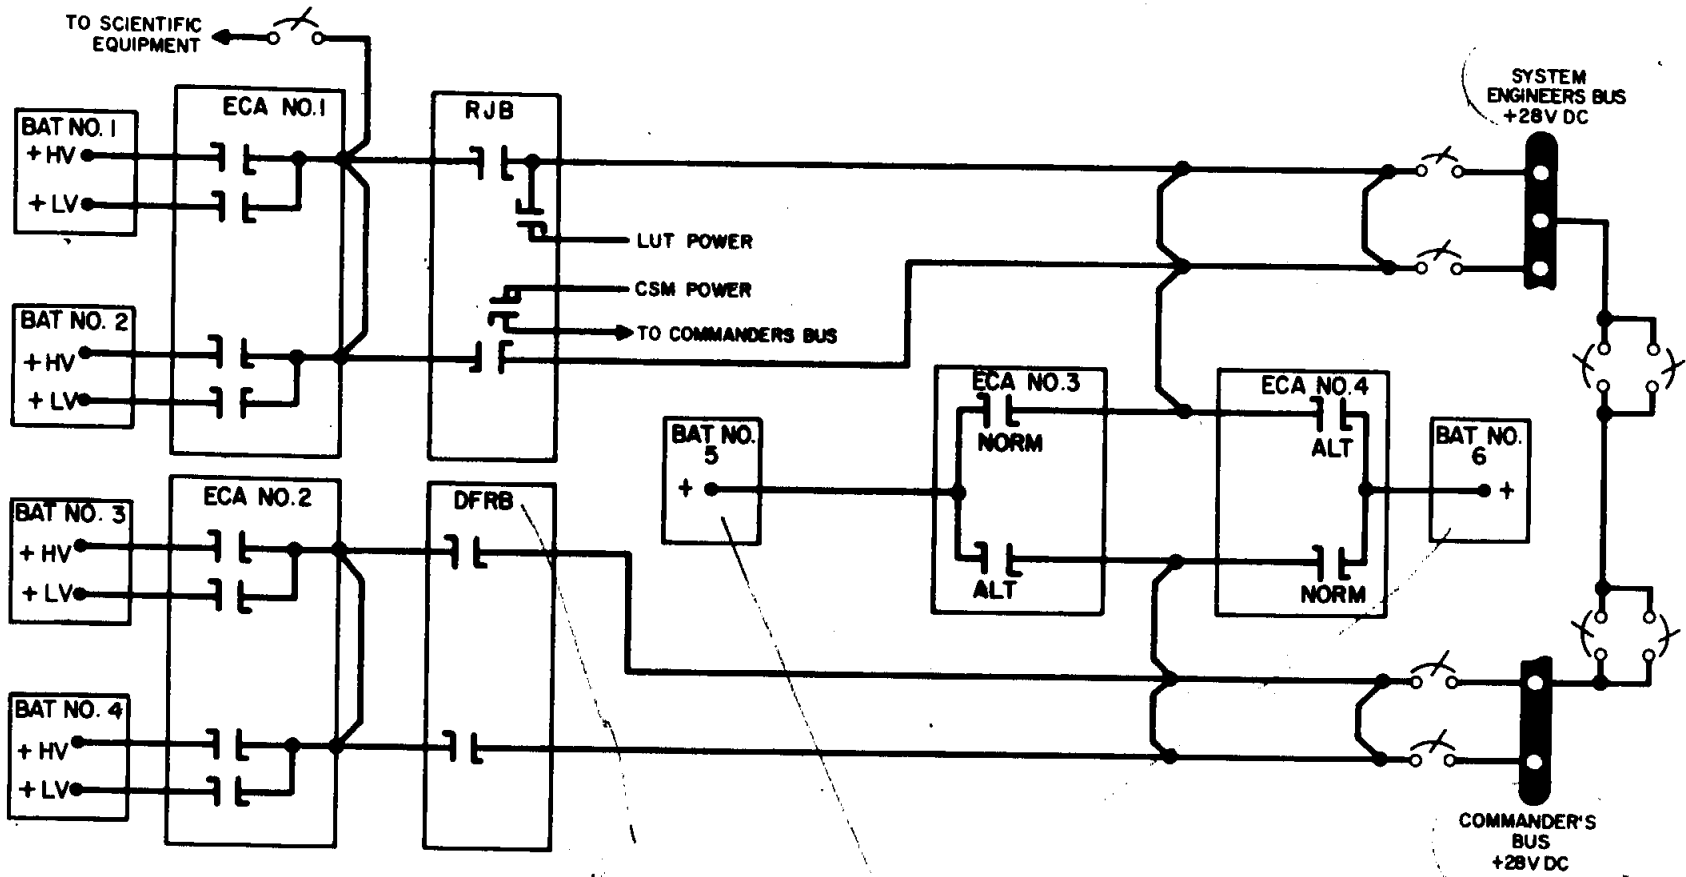 TO SCIENTIFIC
EQUIPMENT
SYSTEM
ENGINEERS BUS
+28V DC
ECA NO.1
RJB
BAT NO. 1
+ HV
+ LV
LUT POWER
CSM POWER
TO COMMANDERS BUS
BAT NO. 2
+ HV
+ LV
ECA NO.3
NORM
ALT
ECA NO.4
ALT
NORM
BAT NO.
5
+
BAT NO.
6
+
ECA NO.2
DFRB
BAT NO. 3
+ HV
+ LV
BAT NO. 4
+ HV
+ LV
COMMANDER'S
BUS
+28V DC